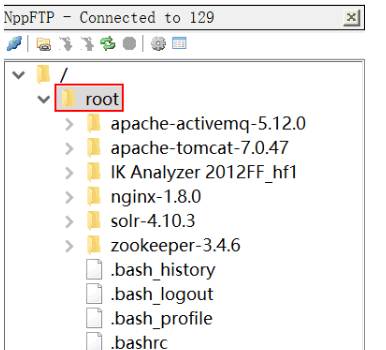 NppFTP - Connected to 129
/
root
apache-activemq-5.12.0
apache-tomcat-7.0.47
IK Analyzer 2012FF_hf1
nginx-1.8.0
solr-4.10.3
zookeeper-3.4.6
.bash_history
.bash_logout
.bash_profile
.bashrc